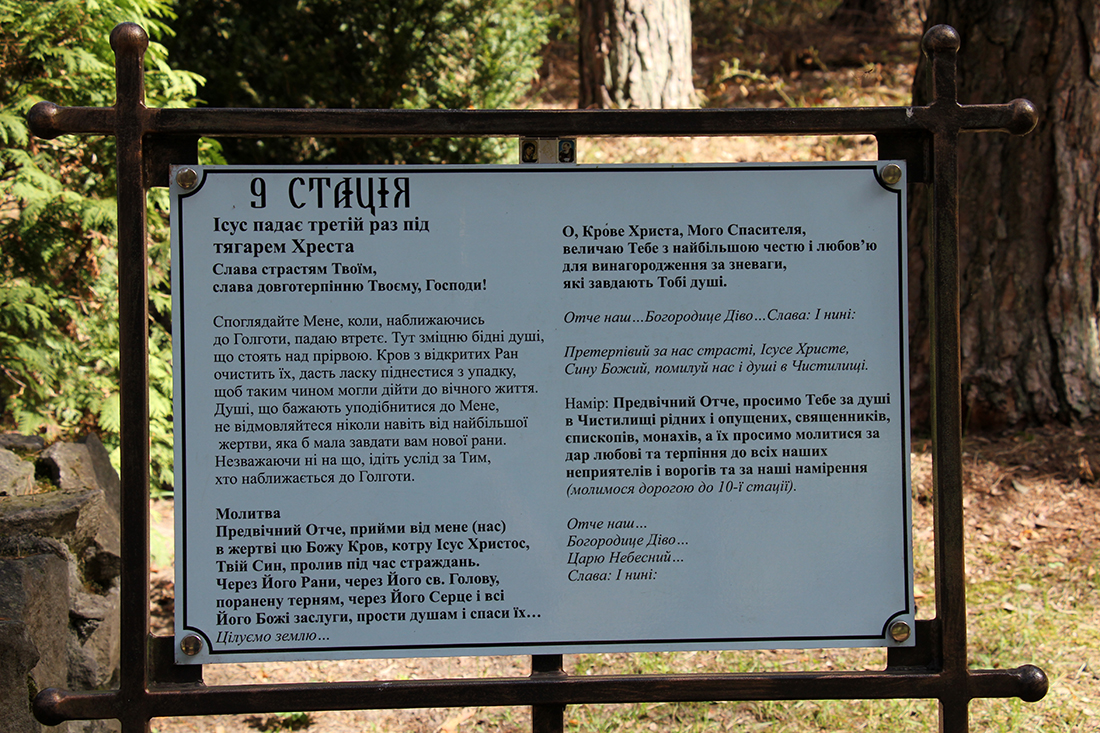 9 СТАЦІЯ
Ісус падає третій раз під
тягарем Хреста
Слава страстям Твоїм,
слава довготерпінню Твоєму, Господи!
Споглядайте Мене, коли, наближаючись
до Голготи, падаю втретє. Тут зміцню бідні душі,
що стоять над прірвою. Кров з відкритих Ран
очистить їх, дасть ласку піднестися з упадку,
щоб таким чином могли дійти до вічного життя.
Душі, що бажають уподібнитися до Мене,
не відмовляйтеся ніколи навіть від найбільшої
жертви, яка б мала завдати вам нової рани.
Незважаючи ні на що, ідіть услід за Тим,
хто наближається до Голготи.
Молитва
Предвічний Отче, прийми від мене (нас)
в жертві цю Божу Кров, котру Ісус Христос,
Твій Син, пролив під час страждань.
Через Його Рани, через Його св. Голову,
поранену терням, через Його Серце і всі
Його Божі заслуги, прости душам і спаси їх…
Цілуємо землю…
О, Кро́ве Христа, Мого Спасителя,
величаю Тебе з найбільшою честю і любов’ю
для винагородження за зневаги,
які завдають Тобі душі.
Отче наш…Богородице Діво…Слава: І нині:
Претерпівий за нас страсті, Ісусе Христе,
Сину Божий, помилуй нас і душі в Чистилищі.
Намір: Предвічний Отче, просимо Тебе за душі
в Чистилищі рідних і опущених, священників,
єпископів, монахів, а їх просимо молитися за
дар любові та терпіння до всіх наших
неприятелів і ворогів та за наші намірення
(молимося дорогою до 10-ї стації).
Отче наш…
Богородице Діво…
Царю Небесний…
Слава: І нині: